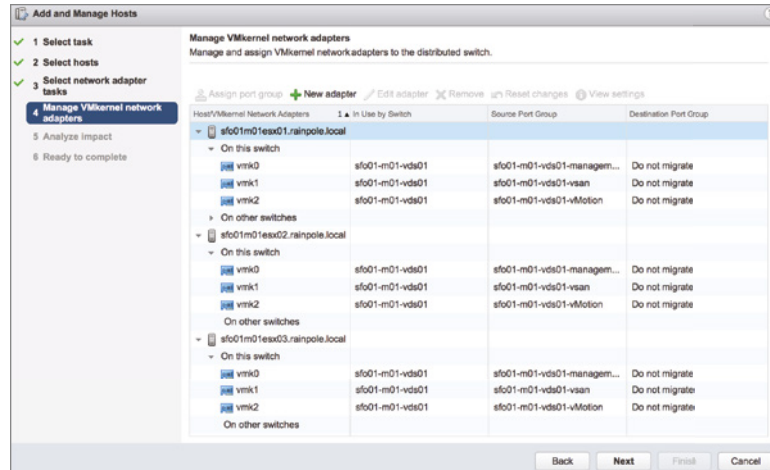 Add and Manage Hosts
1 Select task
2 Select hosts
3 Select network adapter
tasks
4 Manage VMkernel network
adapters
5 Analyze impact
6 Ready to complete
Manage VMkernel network adapters
Manage and assign VMkernel network adapters to the distributed switch.
Assign port group New adapter Edit adapter Remove Reset changes View settings
Host/VMkernel Network Adapters 1 ▲ In Use by Switch Source Port Group Destination Port Group
sfo01m01esx01.rainpole.local
On this switch
vmk0 sfo01-m01-vds01 sfo01-m01-vds01-managem... Do not migrate
vmk1 sfo01-m01-vds01 sfo01-m01-vds01-vsan Do not migrate
vmk2 sfo01-m01-vds01 sfo01-m01-vds01-vMotion Do not migrate
On other switches
sfo01m01esx02.rainpole.local
On this switch
vmk0 sfo01-m01-vds01 sfo01-m01-vds01-managem... Do not migrate
vmk1 sfo01-m01-vds01 sfo01-m01-vds01-vsan Do not migrate
vmk2 sfo01-m01-vds01 sfo01-m01-vds01-vMotion Do not migrate
On other switches
sfo01m01esx03.rainpole.local
On this switch
vmk0 sfo01-m01-vds01 sfo01-m01-vds01-managem... Do not migrate
vmk1 sfo01-m01-vds01 sfo01-m01-vds01-vsan Do not migrate
vmk2 sfo01-m01-vds01 sfo01-m01-vds01-vMotion Do not migrate
On other switches
Back Next Finish Cancel